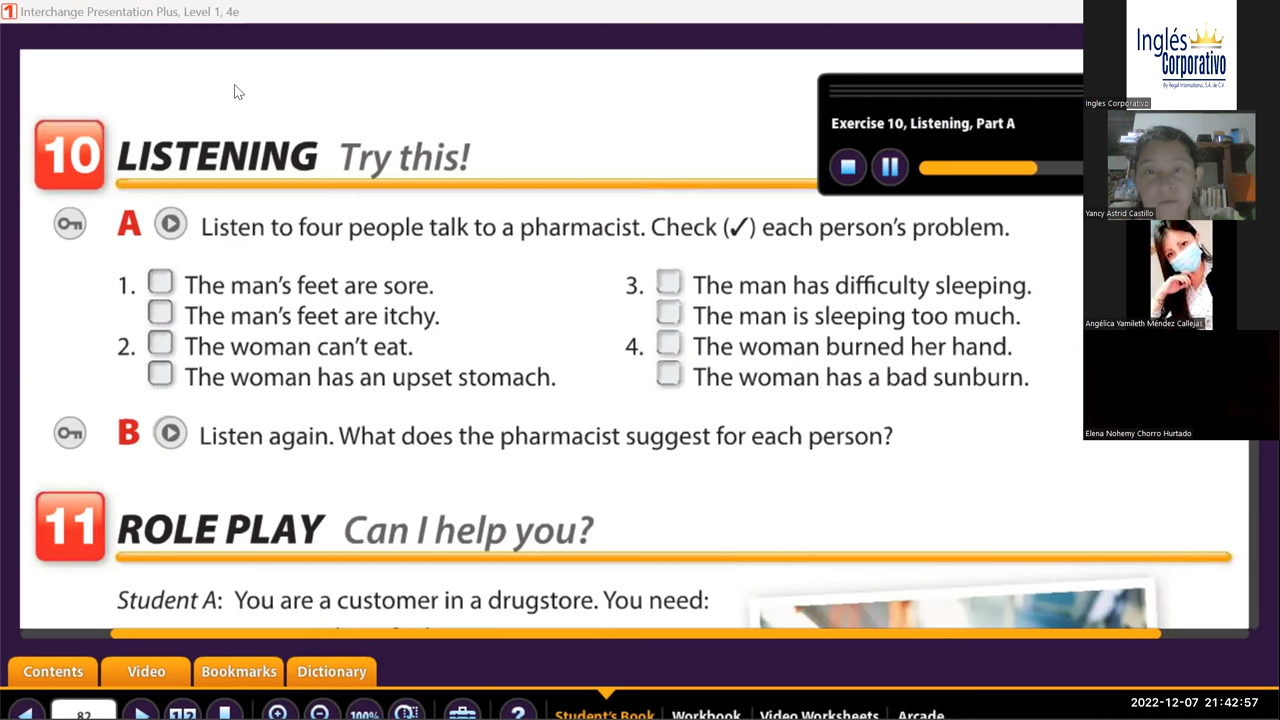 Interchange Presentation Plus, Level 1, 4e
10 LISTENING Try this!
Exercise 10, Listening, Part A
A Listen to four people talk to a pharmacist. Check (✓) each person's problem.
1. The man's feet are sore.
The man's feet are itchy.
2. The woman can't eat.
The woman has an upset stomach.
3. The man has difficulty sleeping.
The man is sleeping too much.
4. The woman burned her hand.
The woman has a bad sunburn.
B Listen again. What does the pharmacist suggest for each person?
11 ROLE PLAY Can I help you?
Student A: You are a customer in a drugstore. You need:
Contents
Video
Bookmarks
Dictionary
82
100%
?
Student's Book
Workbook
Video Worksheets
Arcade
Inglés
Corporativo
By Regal International, S.A. de C.V.
Ingles Corporativo
Yancy Astrid Castillo
Angélica Yamileth Méndez Callejas
Elena Nohemy Chorro Hurtado
2022-12-07 21:42:57